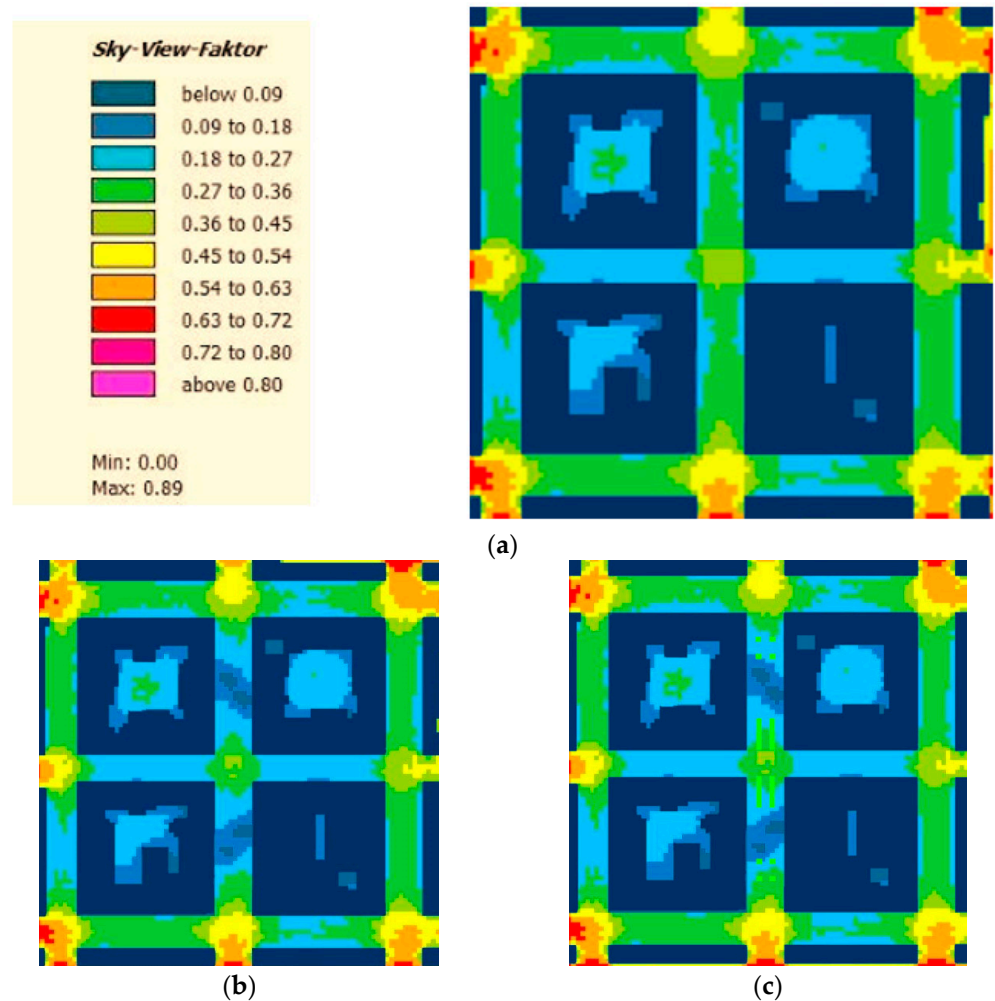 Sky-View-Faktor
below 0.09
0.09 to 0.18
0.18 to 0.27
0.27 to 0.36
0.36 to 0.45
0.45 to 0.54
0.54 to 0.63
0.63 to 0.72
0.72 to 0.80
above 0.80
Min: 0.00
Max: 0.89
(a)
(b)
(c)